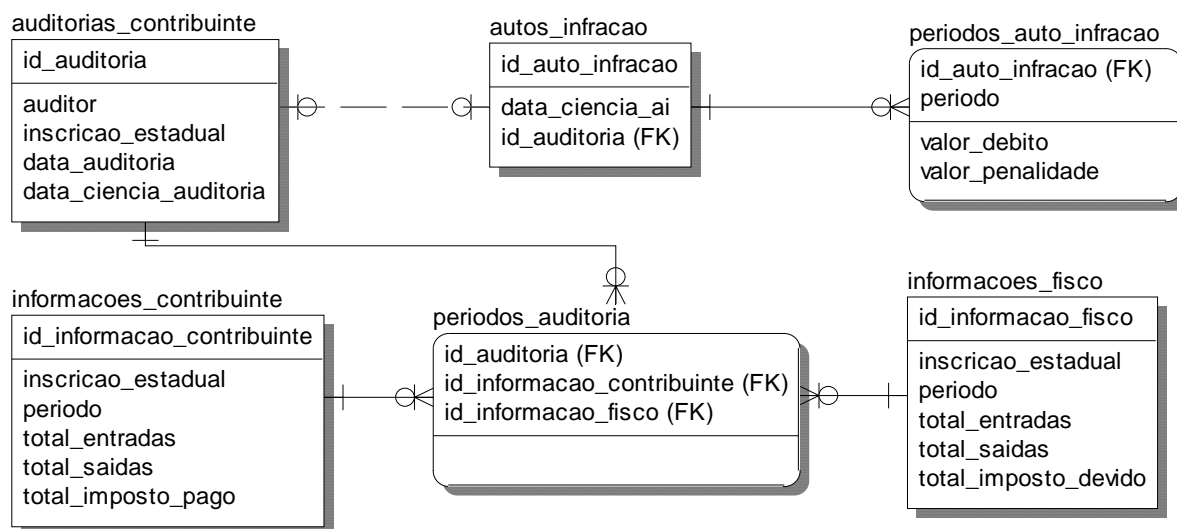 auditorias_contribuinte
id_auditoria
auditor
inscricao_estadual
data_auditoria
data_ciencia_auditoria
autos_infracao
id_auto_infracao
data_ciencia_ai
id_auditoria (FK)
periodos_auto_infracao
id_auto_infracao (FK)
periodo
valor_debito
valor_penalidade
informacoes_contribuinte
id_informacao_contribuinte
inscricao_estadual
periodo
total_entradas
total_saidas
total_imposto_pago
periodos_auditoria
id_auditoria (FK)
id_informacao_contribuinte (FK)
id_informacao_fisco (FK)
informacoes_fisco
id_informacao_fisco
inscricao_estadual
periodo
total_entradas
total_saidas
total_imposto_devido